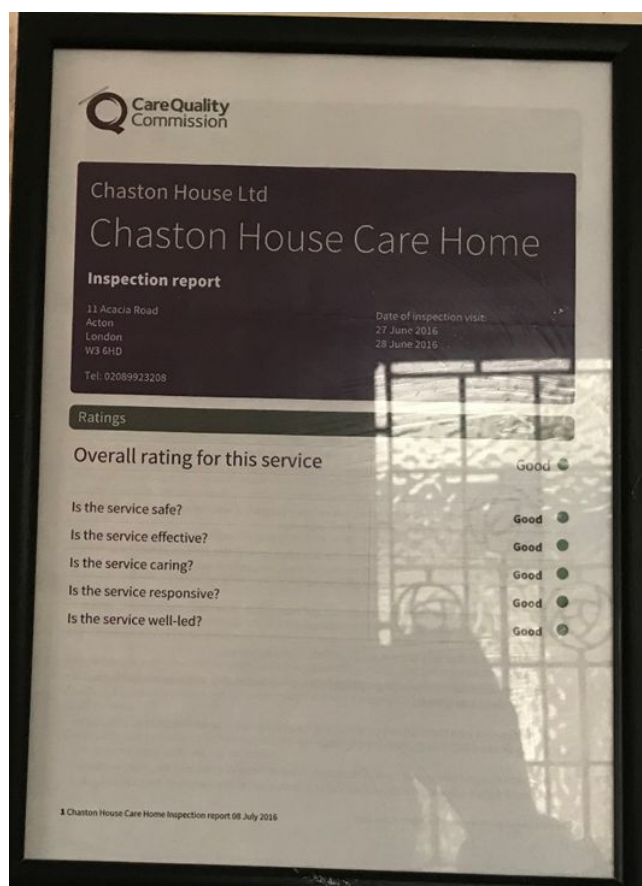 CareQuality
Commission
Chaston House Ltd
Chaston House Care Home
Inspection report
11 Acacia Road
Acton
London
W3 6HD
Tel: 02089923208
Date of inspection visit:
27 June 2016
28 June 2016
Ratings
Overall rating for this service Good
Is the service safe? Good
Is the service effective? Good
Is the service caring? Good
Is the service responsive? Good
Is the service well-led? Good
1 Chaston House Care Home Inspection report 08 July 2016